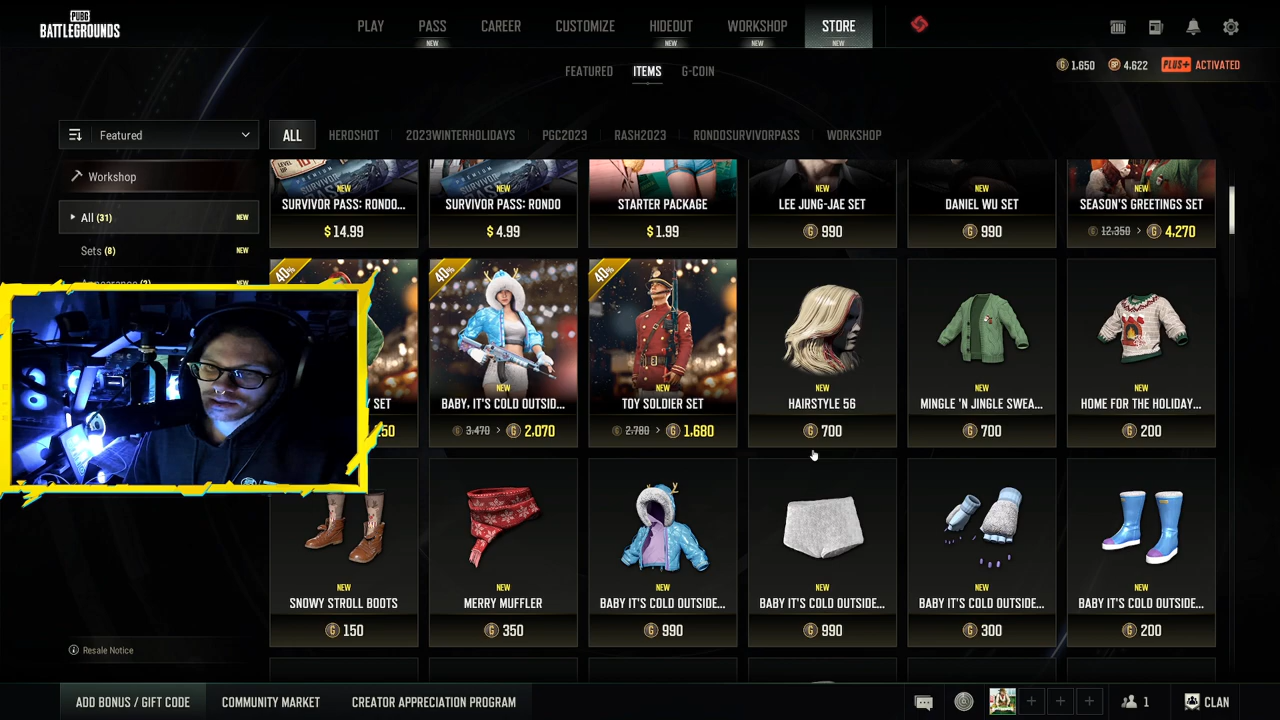 PUBG
BATTLEGROUNDS
PLAY
PASS
NEW
CAREER
CUSTOMIZE
HIDEOUT
NEW
WORKSHOP
NEW
STORE
NEW
FEATURED
ITEMS
G-COIN
G 1,650
BP 4,622
PLUS+ ACTIVATED
Featured
ALL
HEROSHOT
2023WINTERHOLIDAYS
PGC2023
RASH2023
RONDOSURVIVORPASS
WORKSHOP
Workshop
All (31)
NEW
Sets (8)
NEW
NEW
NEW
SURVIVOR PASS: RONDO...
$ 14.99
NEW
SURVIVOR PASS: RONDO
$ 4.99
NEW
STARTER PACKAGE
$ 1.99
NEW
LEE JUNG-JAE SET
G 990
NEW
DANIEL WU SET
G 990
NEW
SEASON'S GREETINGS SET
G 12,350 > G 4,270
40%
SET
40%
NEW
BABY, IT'S COLD OUTSID...
G 3,470 > G 2,070
40%
NEW
TOY SOLDIER SET
G 2,780 > G 1,680
NEW
HAIRSTYLE 56
G 700
NEW
MINGLE 'N JINGLE SWEA...
G 700
NEW
HOME FOR THE HOLIDAY...
G 200
NEW
SNOWY STROLL BOOTS
G 150
NEW
MERRY MUFFLER
G 350
NEW
BABY IT'S COLD OUTSIDE...
G 990
NEW
BABY IT'S COLD OUTSIDE...
G 990
NEW
BABY IT'S COLD OUTSIDE...
G 300
NEW
BABY IT'S COLD OUTSIDE...
G 200
Resale Notice
ADD BONUS / GIFT CODE
COMMUNITY MARKET
CREATOR APPRECIATION PROGRAM
1
CLAN